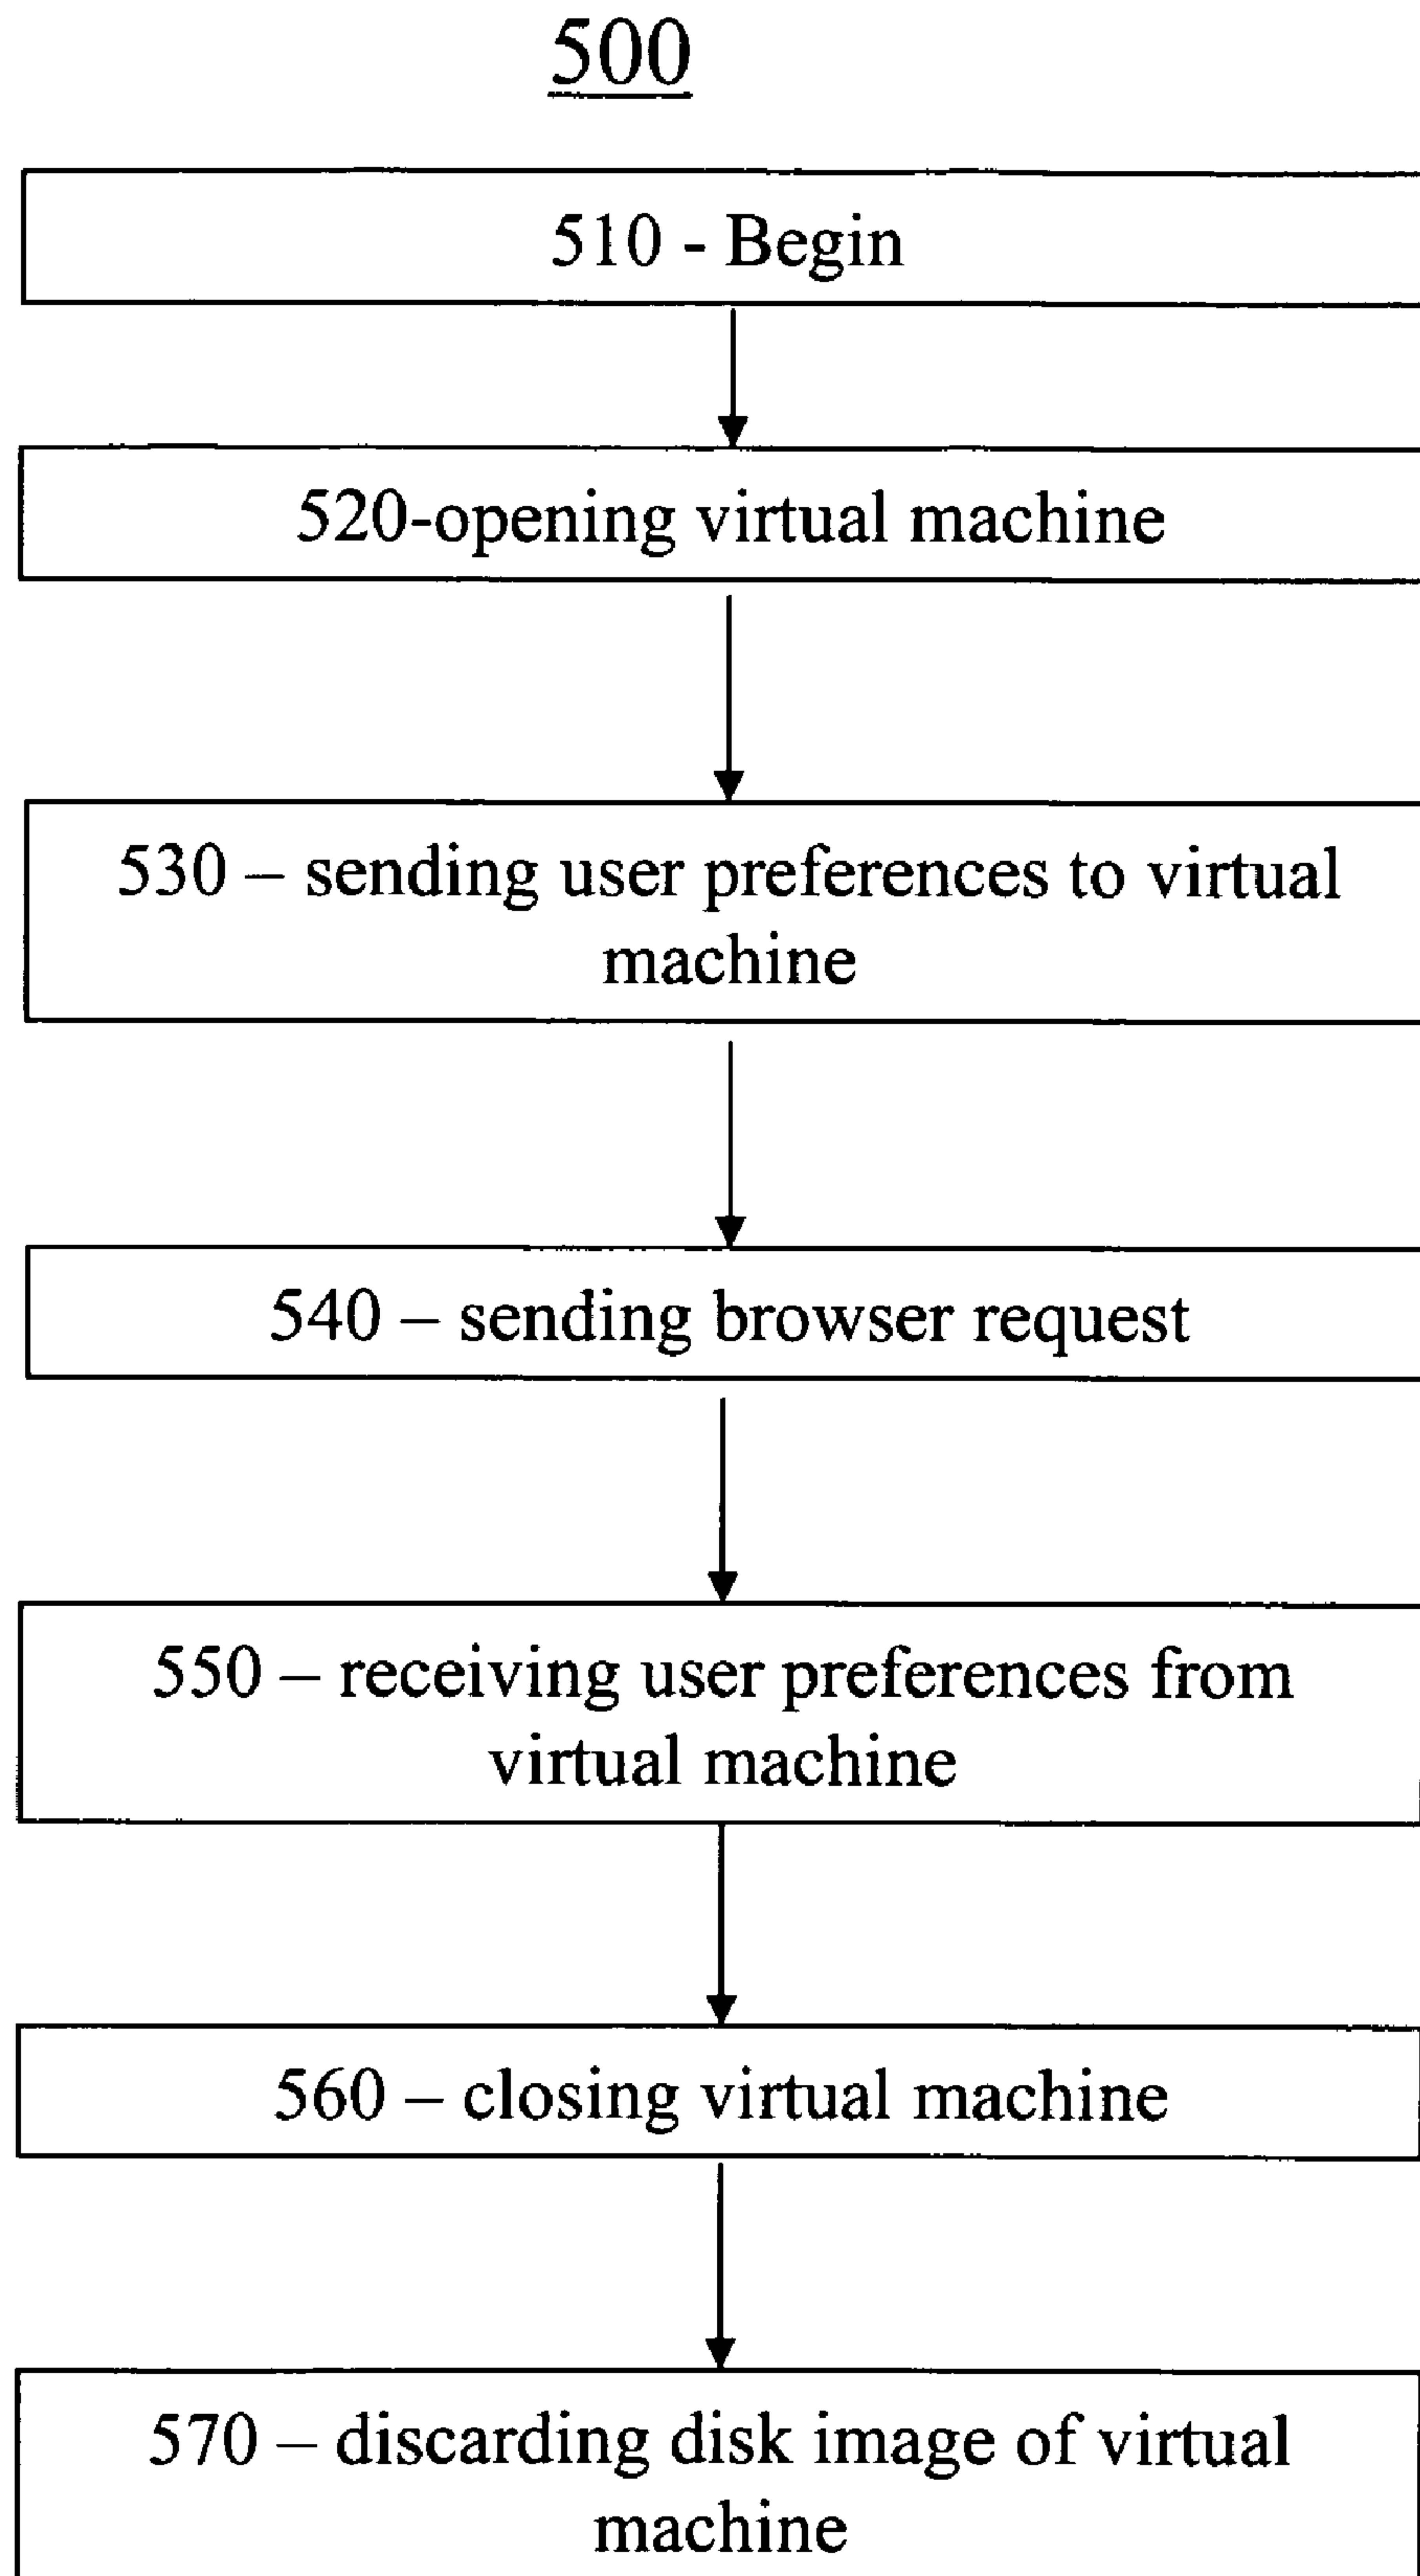 500
510 - Begin
520-opening virtual machine
530 – sending user preferences to virtual
machine
540 – sending browser request
550 – receiving user preferences from
virtual machine
560 – closing virtual machine
570 – discarding disk image of virtual
machine